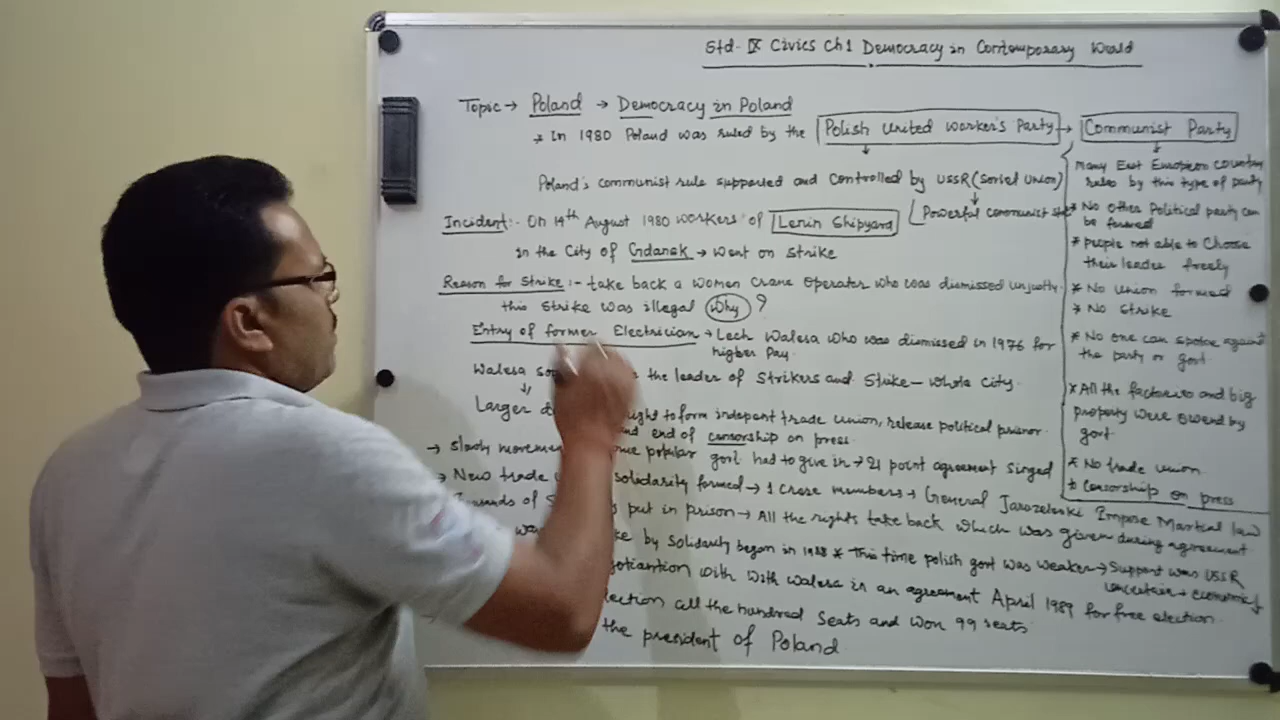 Std - IX Civics Ch1 Democracy in Contemporary World
Topic → Poland → Democracy in Poland
* In 1980 Poland was ruled by the Polish United Worker's Party → Communist Party
Poland's communist rule supported and controlled by USSR (Soviet Union)
Powerful communist
Incident :- On 14th August 1980 workers of Lenin Shipyard
in the City of Gdansk → went on strike
Reason for Strike :- take back a women crane operator who was dismissed unjustly
this strike was illegal Why ?
Entry of former Electrician → Lech Walesa who was dismissed in 1976 for
higher Pay.
Walesa the leader of strikers and Strike - whole city.
Larger right to form indepent trade union, release political prisnor
and end of censorship on press.
→ slowly movement popular govt had to give in → 21 point agreement singed
→ New trade solidarity formed → 1 Crore members → General Jaruzelski Impose Martial law
put in prison → All the rights take back which was given during agreement
by Solidarity began in 1988 * This time polish govt was weaker → Support was USSR
uncertain + economic
with with walesa in an agreement April 1989 for free election.
election all the hundred seats and won 99 seats
the president of Poland
Many East European country
rules by this type of party
* No other Political party can
be formed
* people not able to Choose
their leader freely
* No union formed
* No strike
* No one can spoke against
the party or govt.
* All the factories and big
property were owend by
govt
* No trade union
* Censorship on press